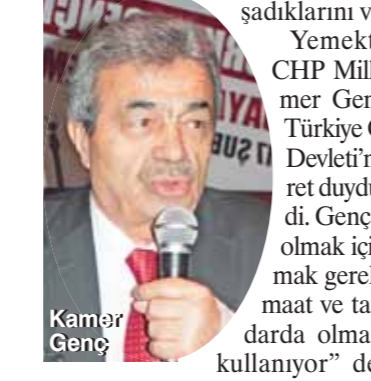 şadıklarını v
Yemekt
CHP Mill
mer Gen
Türkiye C
Devleti'n
ret duydu
di. Genç
olmak içi
mak gerel
maat ve ta
darda olma
kullanıyor” de
Kamer
Genç